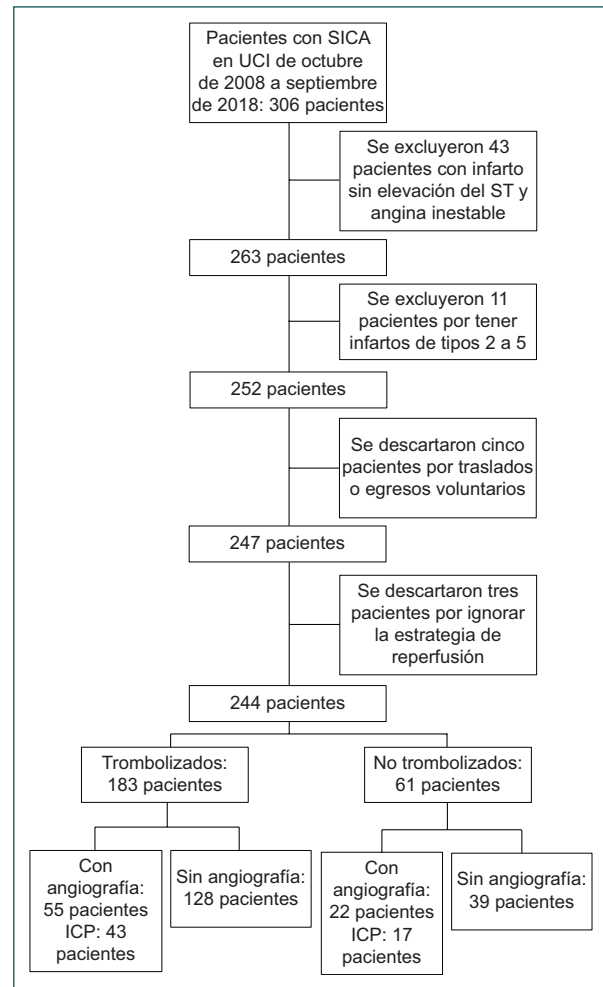 Pacientes con SICA
en UCI de octubre
de 2008 a septiembre
de 2018: 306 pacientes
Se excluyeron 43
pacientes con infarto
sin elevación del ST y
angina inestable
263 pacientes
Se excluyeron 11
pacientes por tener
infartos de tipos 2 a 5
252 pacientes
Se descartaron cinco
pacientes por traslados
o egresos voluntarios
247 pacientes
Se descartaron tres
pacientes por ignorar
la estrategia de
reperfusión
244 pacientes
Trombolizados:
183 pacientes
No trombolizados:
61 pacientes
Con
angiografía:
55 pacientes
ICP: 43
pacientes
Sin angiografía:
128 pacientes
Con
angiografía:
22 pacientes
ICP: 17
pacientes
Sin angiografía:
39 pacientes